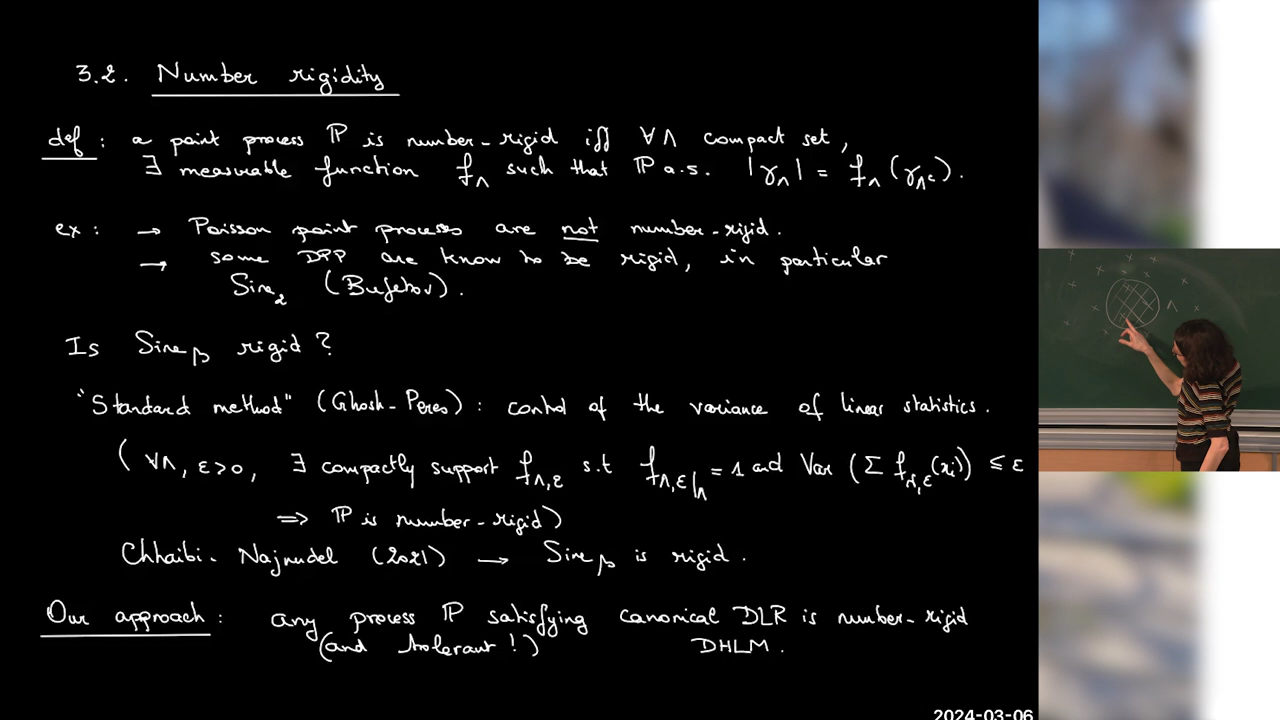 3.2. Number rigidity
def : a point process ℙ is number-rigid iff ∀Λ compact set,
∃ measurable function f_Λ such that ℙ a.s. |γ_Λ| = f_Λ(γ_Λᶜ).
ex : → Poisson point process are not number-rigid.
→ some DPP are know to be rigid, in particular
Sine₂ (Bufetov).
Is Sine_β rigid ?
"Standard method" (Ghosh-Peres) : control of the variance of linear statistics.
(∀Λ, ε>0, ∃ compactly support f_Λ,ε s.t f_Λ,ε|_Λ = 1 and Var (Σ f_Λ,ε(xi)) ≤ ε
⇒ ℙ is number-rigid)
Chhaibi - Najnudel (2021) → Sine_β is rigid.
Our approach : any process ℙ satisfying canonical DLR is number-rigid
(and tolerant !) DHLM.
Λ
2024-03-06